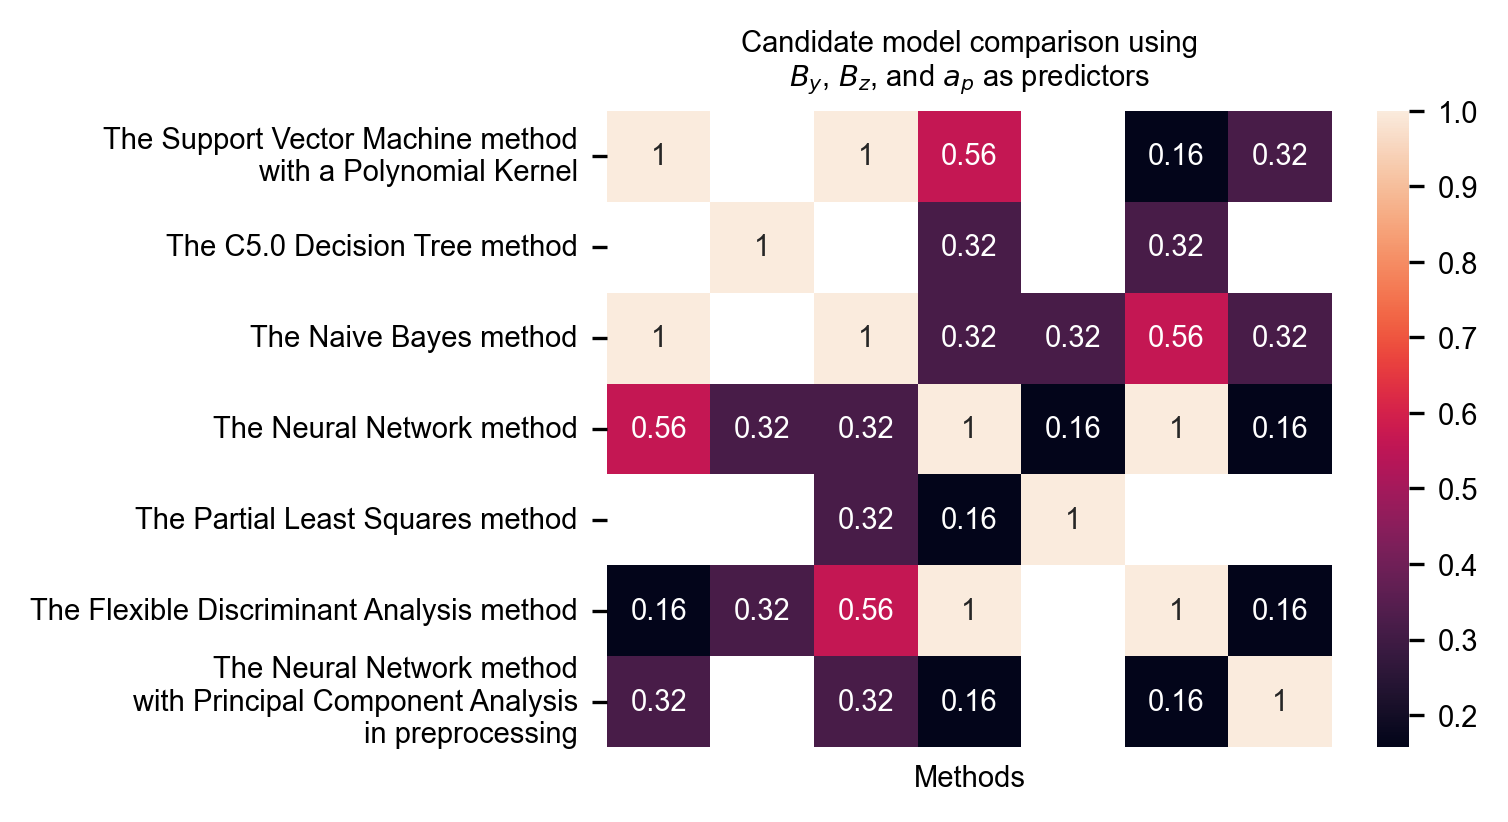 Candidate model comparison using
B_y, B_z, and a_p as predictors
The Support Vector Machine method
with a Polynomial Kernel
1 1 0.56 0.16 0.32
The C5.0 Decision Tree method
1 0.32 0.32
The Naive Bayes method
1 1 0.32 0.32 0.56 0.32
The Neural Network method
0.56 0.32 0.32 1 0.16 1 0.16
The Partial Least Squares method
0.32 0.16 1
The Flexible Discriminant Analysis method
0.16 0.32 0.56 1 1 0.16
The Neural Network method
with Principal Component Analysis
in preprocessing
0.32 0.32 0.16 0.16 1
Methods
1.0
0.9
0.8
0.7
0.6
0.5
0.4
0.3
0.2